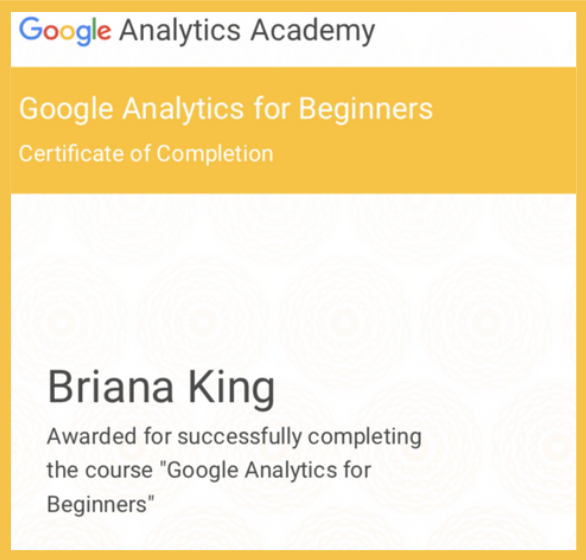 Google Analytics Academy
Google Analytics for Beginners
Certificate of Completion
Briana King
Awarded for successfully completing
the course "Google Analytics for
Beginners"